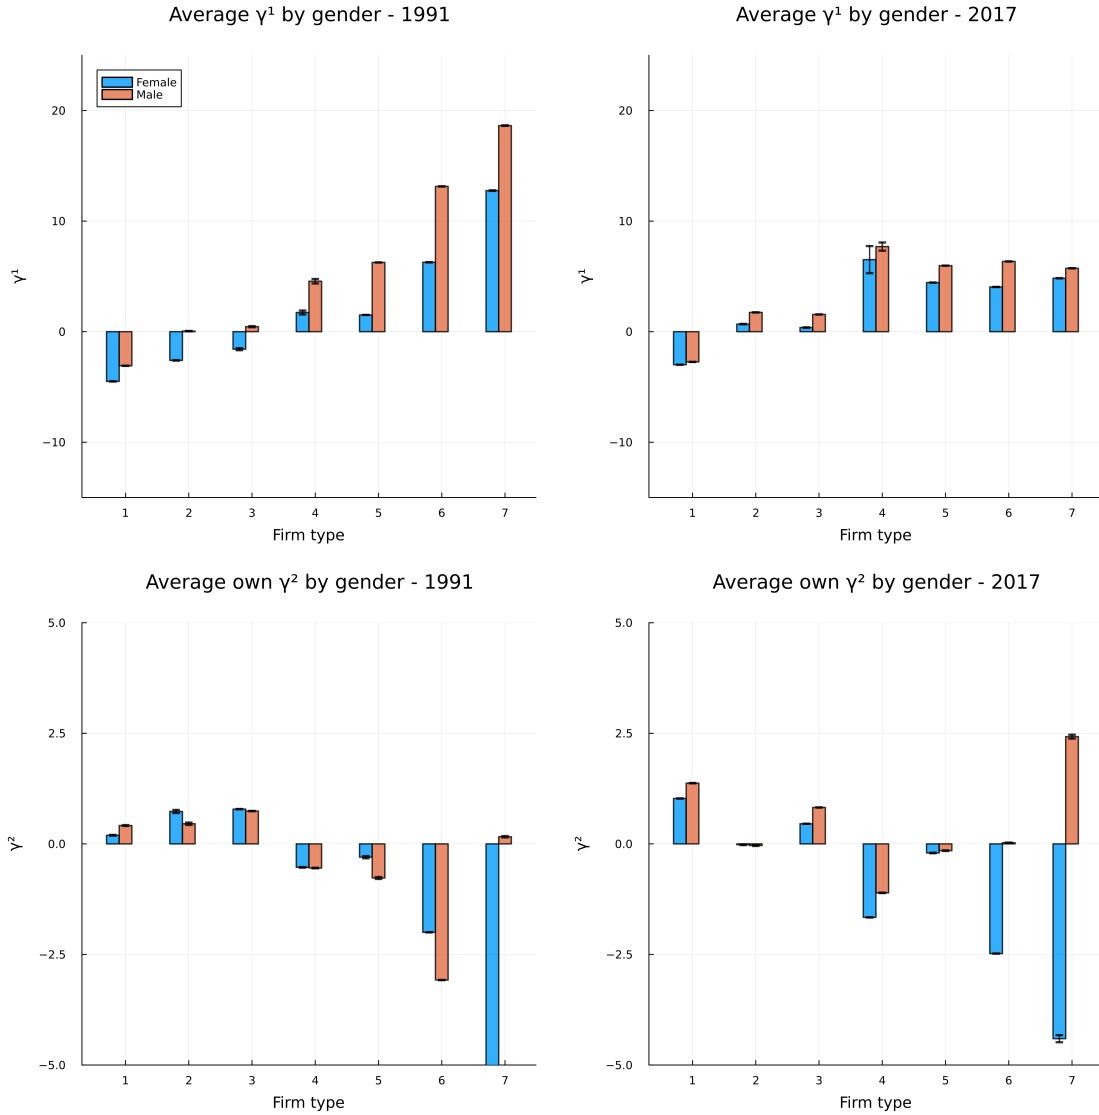 Average γ¹ by gender - 1991
Female
Male
20
10
0
−10
γ¹
1 2 3 4 5 6 7
Firm type
Average γ¹ by gender - 2017
20
10
0
−10
γ¹
1 2 3 4 5 6 7
Firm type
Average own γ² by gender - 1991
5.0
2.5
0.0
−2.5
−5.0
γ²
1 2 3 4 5 6 7
Firm type
Average own γ² by gender - 2017
5.0
2.5
0.0
−2.5
−5.0
γ²
1 2 3 4 5 6 7
Firm type